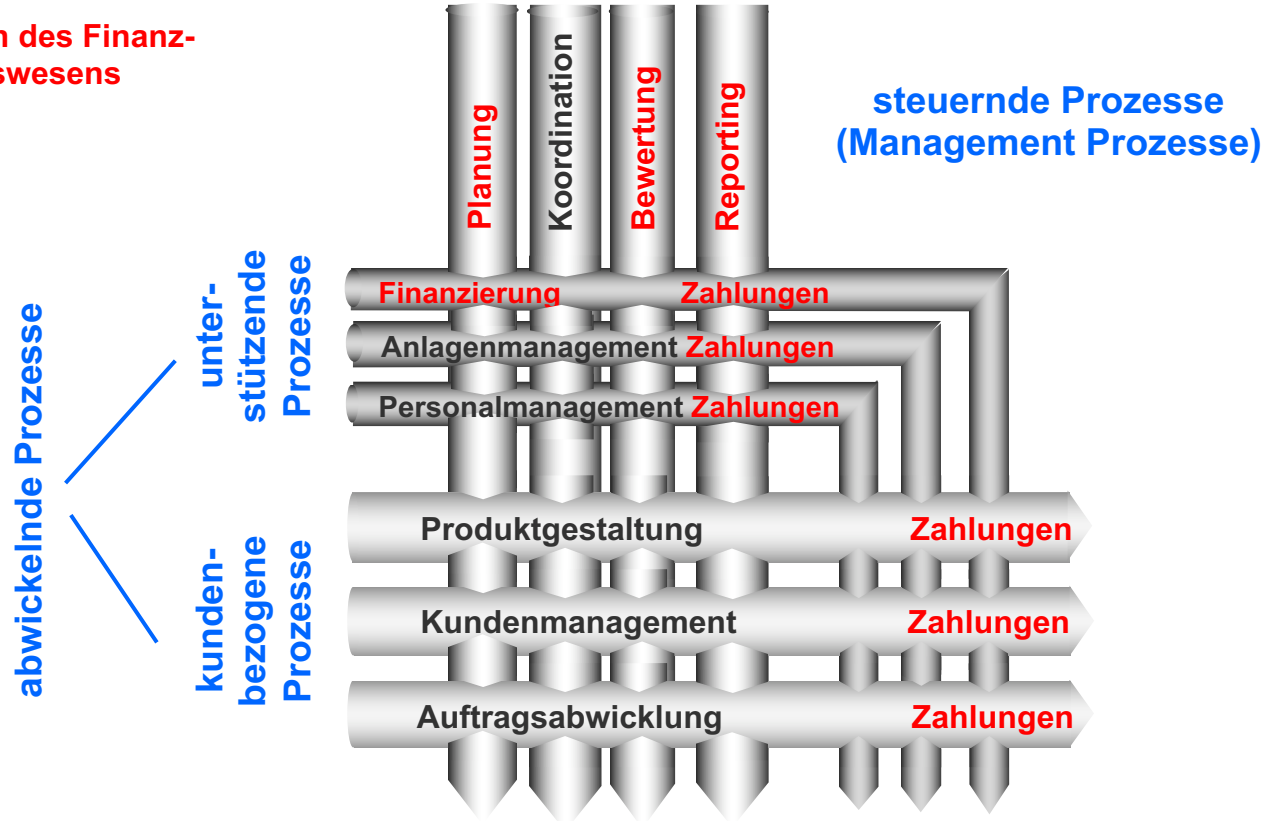 des Finanz-
swesens
steuernde Prozesse
(Management Prozesse)
Planung
Koordination
Bewertung
Reporting
abwickelnde Prozesse
unter-
stützende
Prozesse
Finanzierung Zahlungen
Anlagenmanagement Zahlungen
Personalmanagement Zahlungen
kunden-
bezogene
Prozesse
Produktgestaltung Zahlungen
Kundenmanagement Zahlungen
Auftragsabwicklung Zahlungen